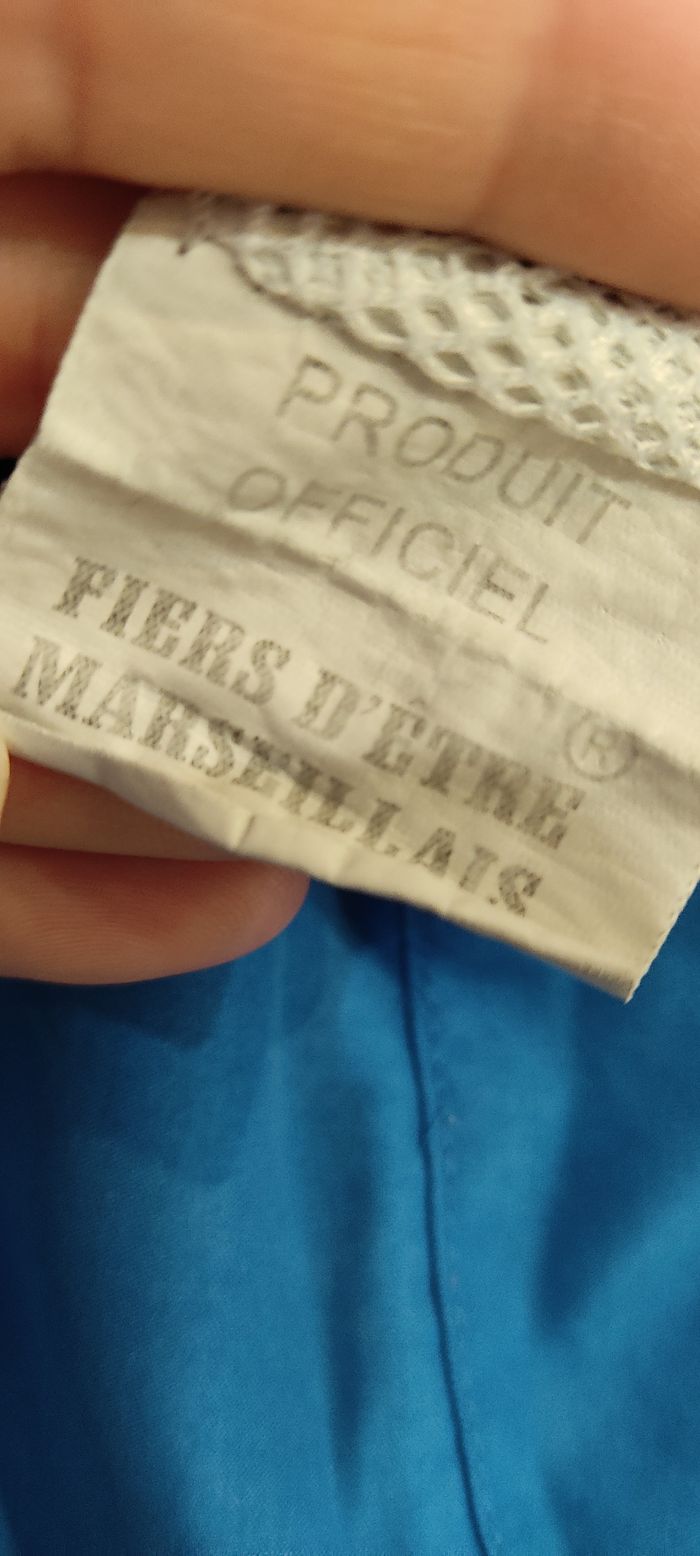 PRODUIT
OFFICIEL
FIERS D'ÊTRE ®
MARSEILLAIS